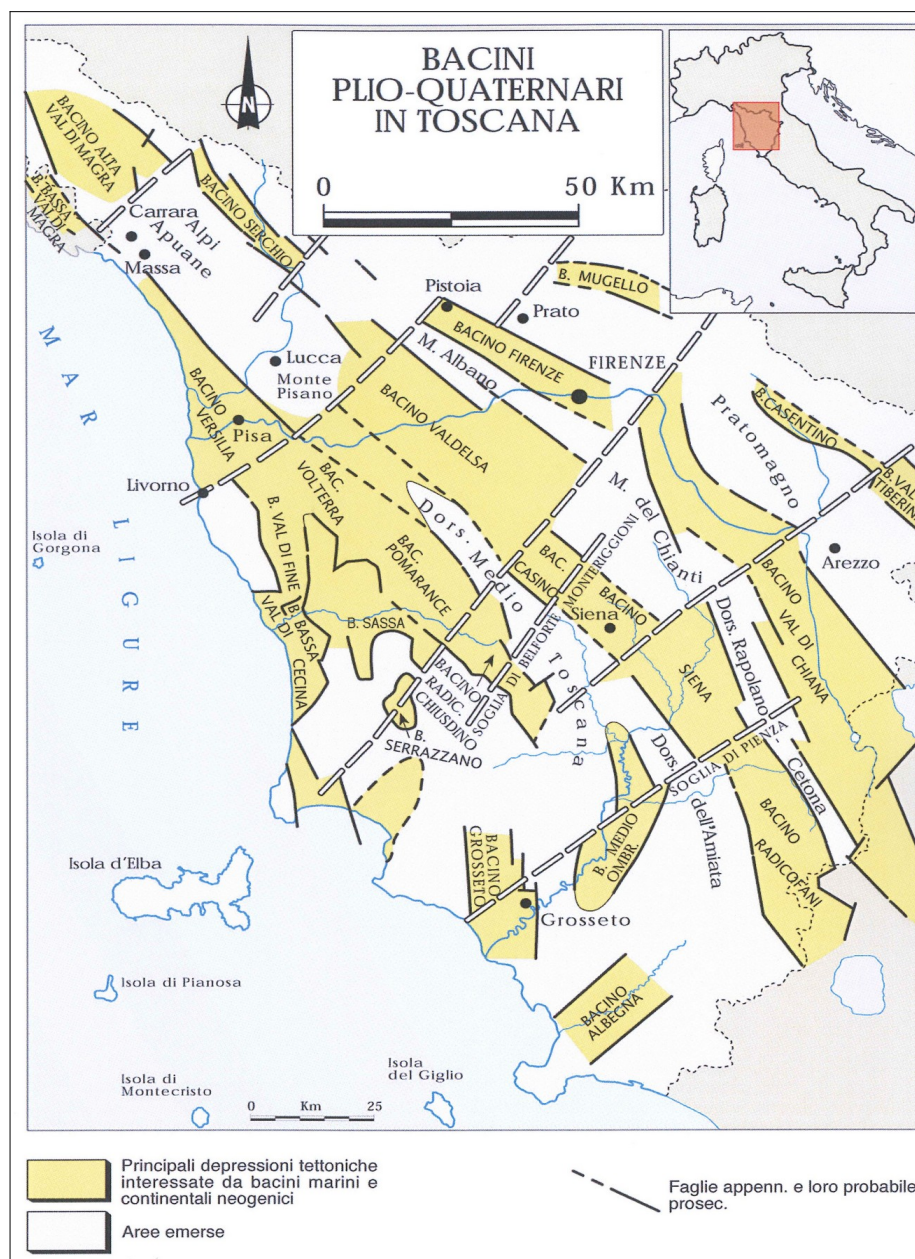 BACINI
PLIO-QUATERNARI
IN TOSCANA
0
50 Km
N
BACINO ALTA
VAL DI MAGRA
B. BASSA
VAL DI
MAGRA
BACINO SERCHIO
Carrara
Alpi
Apuane
Massa
Pistoia
Prato
B. MUGELLO
BACINO FIRENZE
FIRENZE
M. Albano
Lucca
Monte
Pisano
BACINO
VERSILIA
Pisa
BACINO VALDELSA
Pratomagno
B. CASENTINO
B. VAL
TIBERINA
Livorno
BAC.
VOLTERRA
B. VAL DI FINE
BAC.
POMARANCE
Dors. Medio
Toscana
M.
del Chianti
Arezzo
BAC.
CASINO
BACINO
SIENA
Siena
SOGLIA DI BELFORTE MONTERIGGIONI
BACINO
VAL DI
CHIANA
Isola di
Gorgona
MAR LIGURE
B. BASSA
VAL DI
CECINA
B. SASSA
BACINO
RADIC.
CHIUSDINO
B.
SERRAZZANO
Dors. Rapolano
Cetona
SOGLIA DI PIENZA
Dors.
dell'Amiata
BACINO
RADICOFANI
B. MEDIO
OMBR.
BACINO
GROSSETO
Grosseto
BACINO
ALBEGNA
Isola d'Elba
Isola di Pianosa
Isola di
Montecristo
Isola
del Giglio
0
Km
25
Principali depressioni tettoniche
interessate da bacini marini e
continentali neogenici
Aree emerse
Faglie appenn. e loro probabile
prosec.